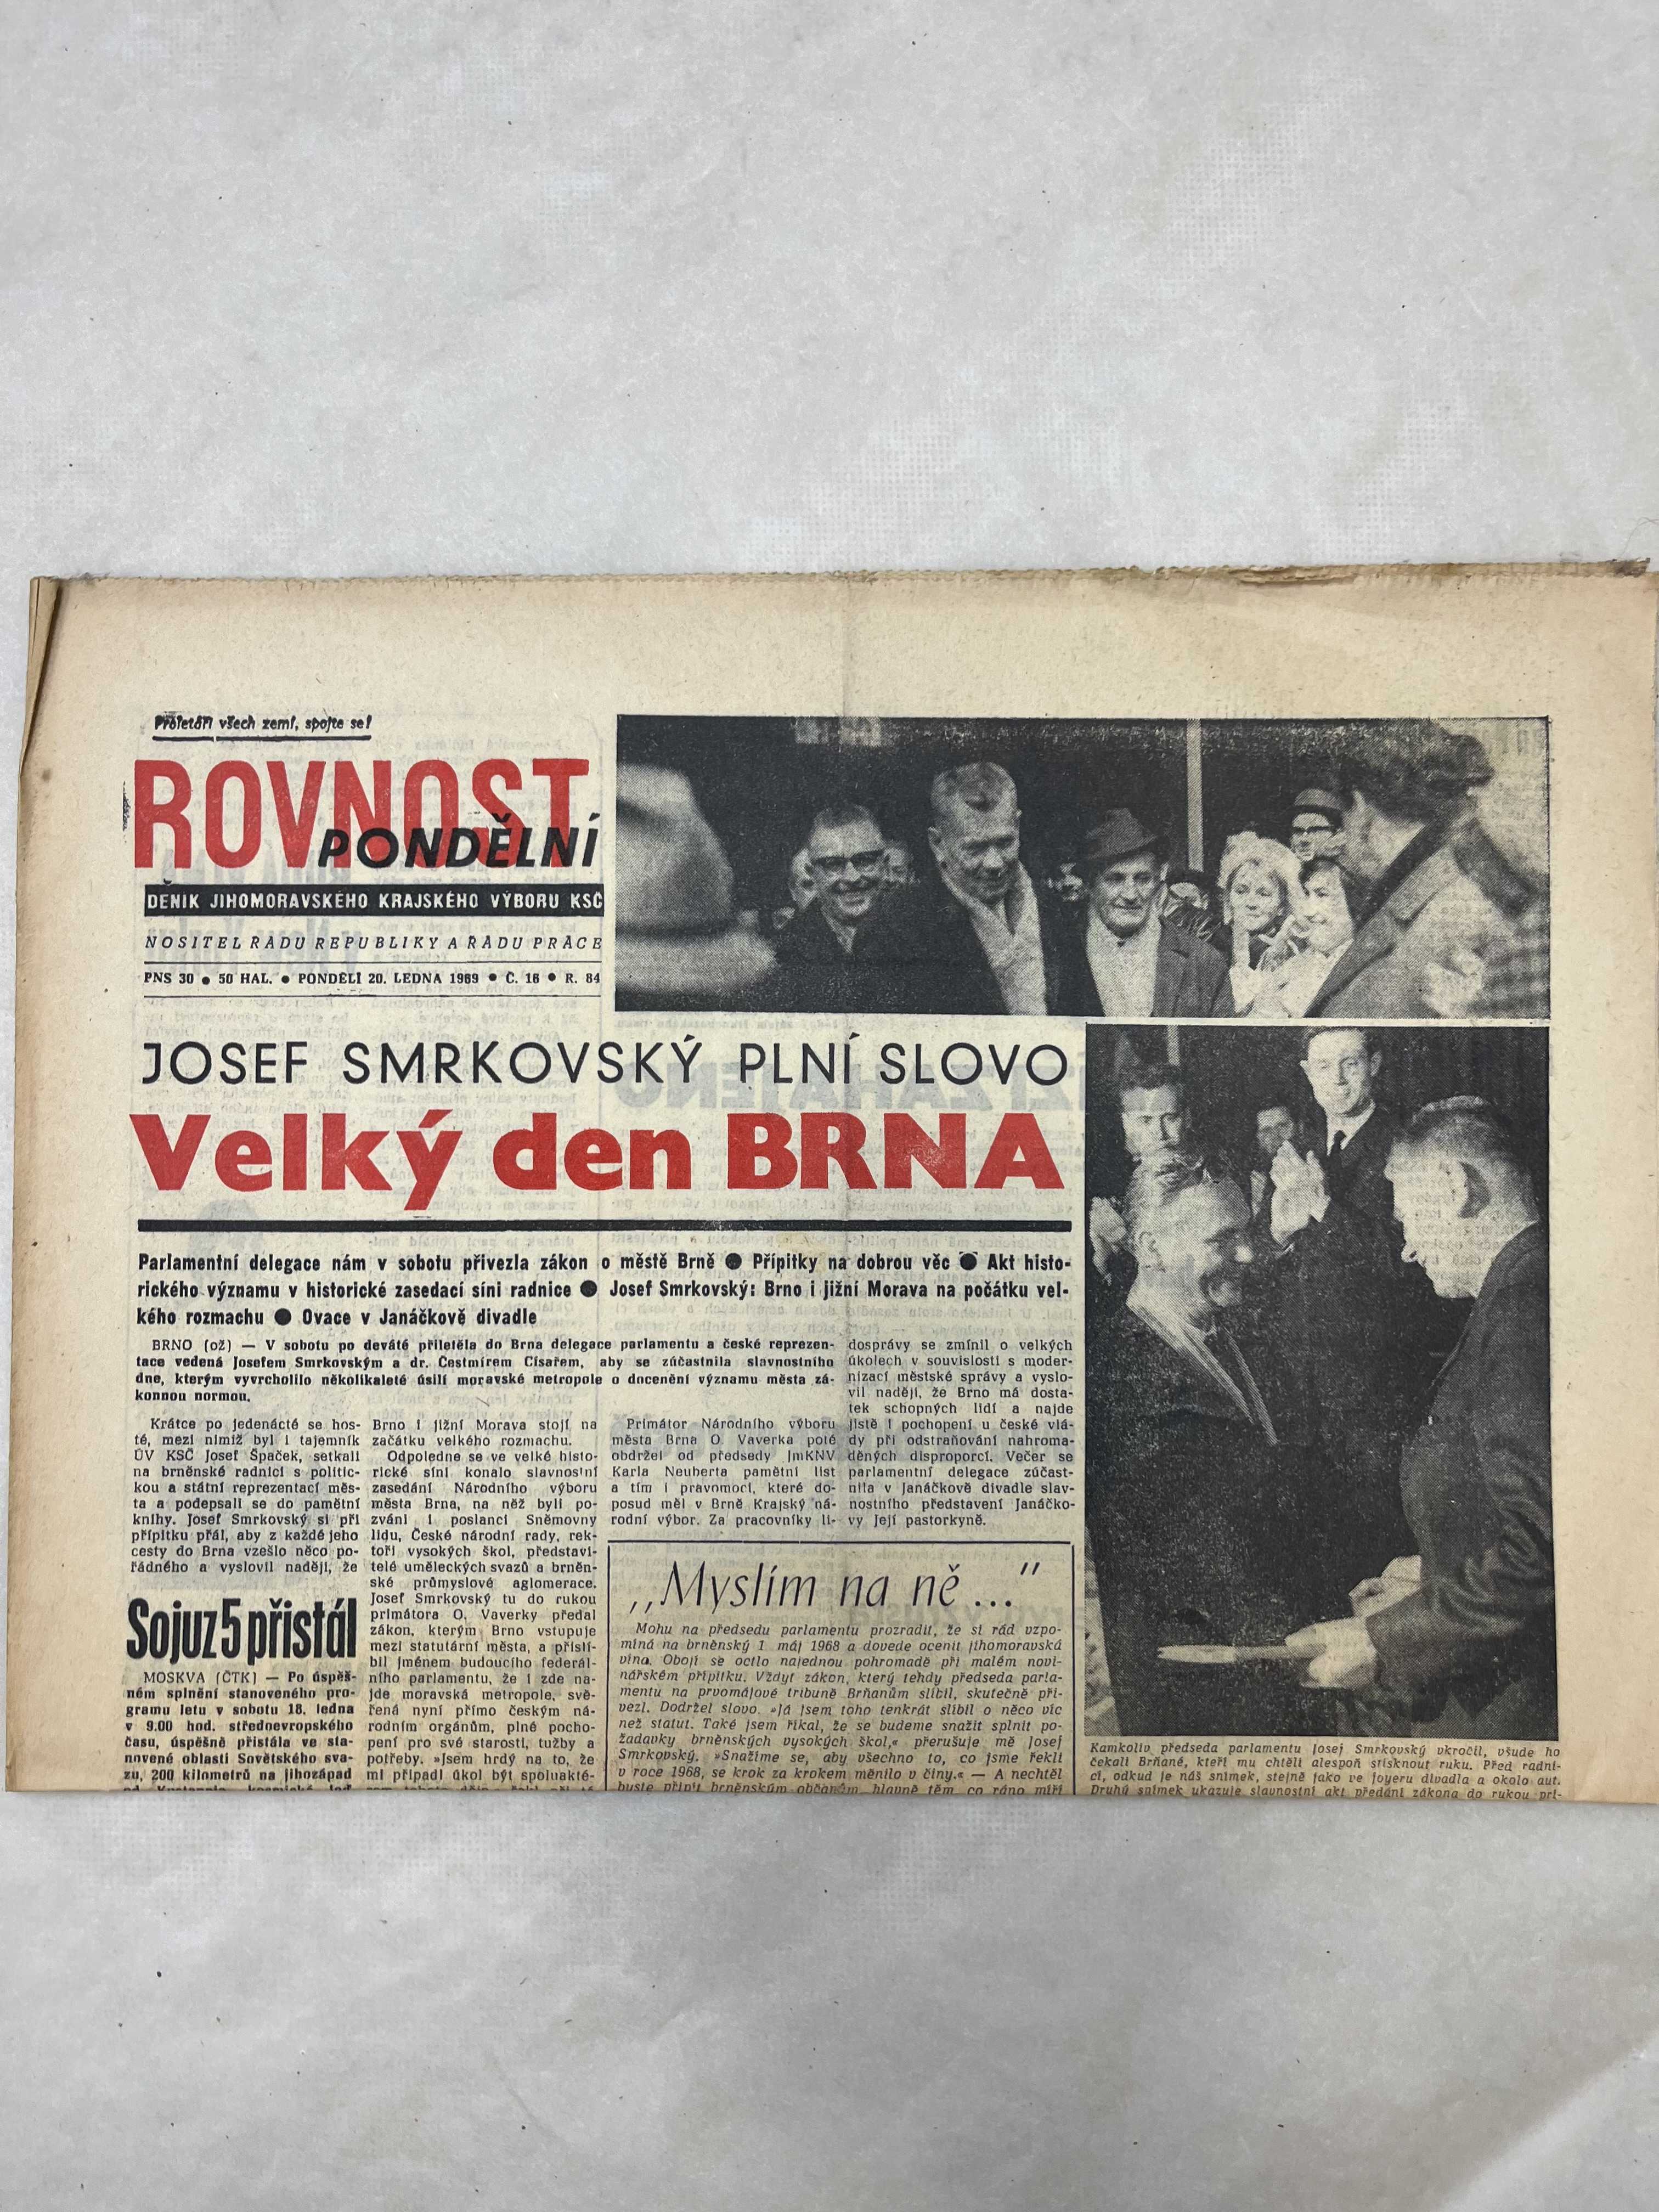 Proletáři všech zemí, spojte se!
ROVNOST
PONDĚLNÍ
DENÍK JIHOMORAVSKÉHO KRAJSKÉHO VÝBORU KSČ
NOSITEL ŘÁDU REPUBLIKY A ŘÁDU PRÁCE
PNS 30 ● 50 HAL. ● PONDĚLÍ 20. LEDNA 1969 ● Č. 16 ● R. 84
JOSEF SMRKOVSKÝ PLNÍ SLOVO
Velký den BRNA
Parlamentní delegace nám v sobotu přivezla zákon o městě Brně ● Přípitky na dobrou věc ● Akt histo-
rického významu v historické zasedací síni radnice ● Josef Smrkovský: Brno i jižní Morava na počátku vel-
kého rozmachu ● Ovace v Janáčkově divadle
BRNO (ož) — V sobotu po deváté přiletěla do Brna delegace parlamentu a české reprezen-
tace vedená Josefem Smrkovským a dr. Čestmírem Císařem, aby se zúčastnila slavnostního
dne, kterým vyvrcholilo několikaleté úsilí moravské metropole o docenění významu města zá-
konnou normou.
Krátce po jedenácté se hos-
té, mezi nimiž byl i tajemník
ÚV KSČ Josef Špaček, setkali
na brněnské radnici s politic-
kou a státní reprezentací měs-
ta a podepsali se do pamětní
knihy. Josef Smrkovský si při
přípitku přál, aby z každé jeho
cesty do Brna vzešlo něco po-
řádného a vyslovil naději, že
Brno i jižní Morava stojí na
začátku velkého rozmachu.
Odpoledne se ve velké histo-
rické síni konalo slavnostní
zasedání Národního výboru
města Brna, na něž byli po-
zváni i poslanci Sněmovny
lidu, České národní rady, rek-
toři vysokých škol, představi-
telé uměleckých svazů a brněn-
ské průmyslové aglomerace.
Josef Smrkovský tu do rukou
primátora O. Vaverky předal
zákon, kterým Brno vstupuje
mezi statutární města, a přislí-
bil jménem budoucího federál-
ního parlamentu, že i zde na-
jde moravská metropole, svě-
řená nyní přímo českým ná-
rodním orgánům, plné pocho-
pení pro své starosti, tužby a
potřeby. »Jsem hrdý na to, že
mi připadl úkol být spoluakté-
Primátor Národního výboru
města Brna O. Vaverka poté
obdržel od předsedy JmKNV
Karla Neuberta pamětní list
a tím i pravomoci, které do-
posud měl v Brně Krajský ná-
rodní výbor. Za pracovníky li-
dosprávy se zmínil o velkých
úkolech v souvislosti s moder-
nizací městské správy a vyslo-
vil naději, že Brno má dosta-
tek schopných lidí a najde
jistě i pochopení u české vlá-
dy při odstraňování nahroma-
děných disproporcí. Večer se
parlamentní delegace zúčast-
nila v Janáčkově divadle slav-
nostního představení Janáčko-
vy Její pastorkyně.
Sojuz 5 přistál
MOSKVA (ČTK) — Po úspěš-
ném splnění stanoveného pro-
gramu letu v sobotu 18. ledna
v 9.00 hod. středoevropského
času, úspěšně přistála ve sta-
novené oblasti Sovětského sva-
zu, 200 kilometrů na jihozápad
„Myslím na ně..."
Mohu na předsedu parlamentu prozradit, že si rád vzpo-
míná na brněnský 1. máj 1968 a dovede ocenit jihomoravská
vína. Obojí se octlo najednou pohromadě při malém novi-
nářském přípitku. Vždyť zákon, který tehdy předseda parla-
mentu na prvomájové tribuně Brňanům slíbil, skutečně při-
vezl. Dodržel slovo. »Já jsem toho tenkrát slíbil o něco víc
než statut. Také jsem říkal, že se budeme snažit splnit po-
žadavky brněnských vysokých škol,« přerušuje mě Josef
Smrkovský. »Snažíme se, aby všechno to, co jsme řekli
v roce 1968, se krok za krokem měnilo v činy.« — A nechtěl
byste připít brněnským občanům, hlavně těm, co ráno míří
Kamkoliv předseda parlamentu Josef Smrkovský vkročil, všude ho
čekali Brňané, kteří mu chtěli alespoň stisknout ruku. Před radni-
cí, odkud je náš snímek, stejně jako ve foyeru divadla a okolo aut.
Druhý snímek ukazuje slavnostní akt předání zákona do rukou pri-